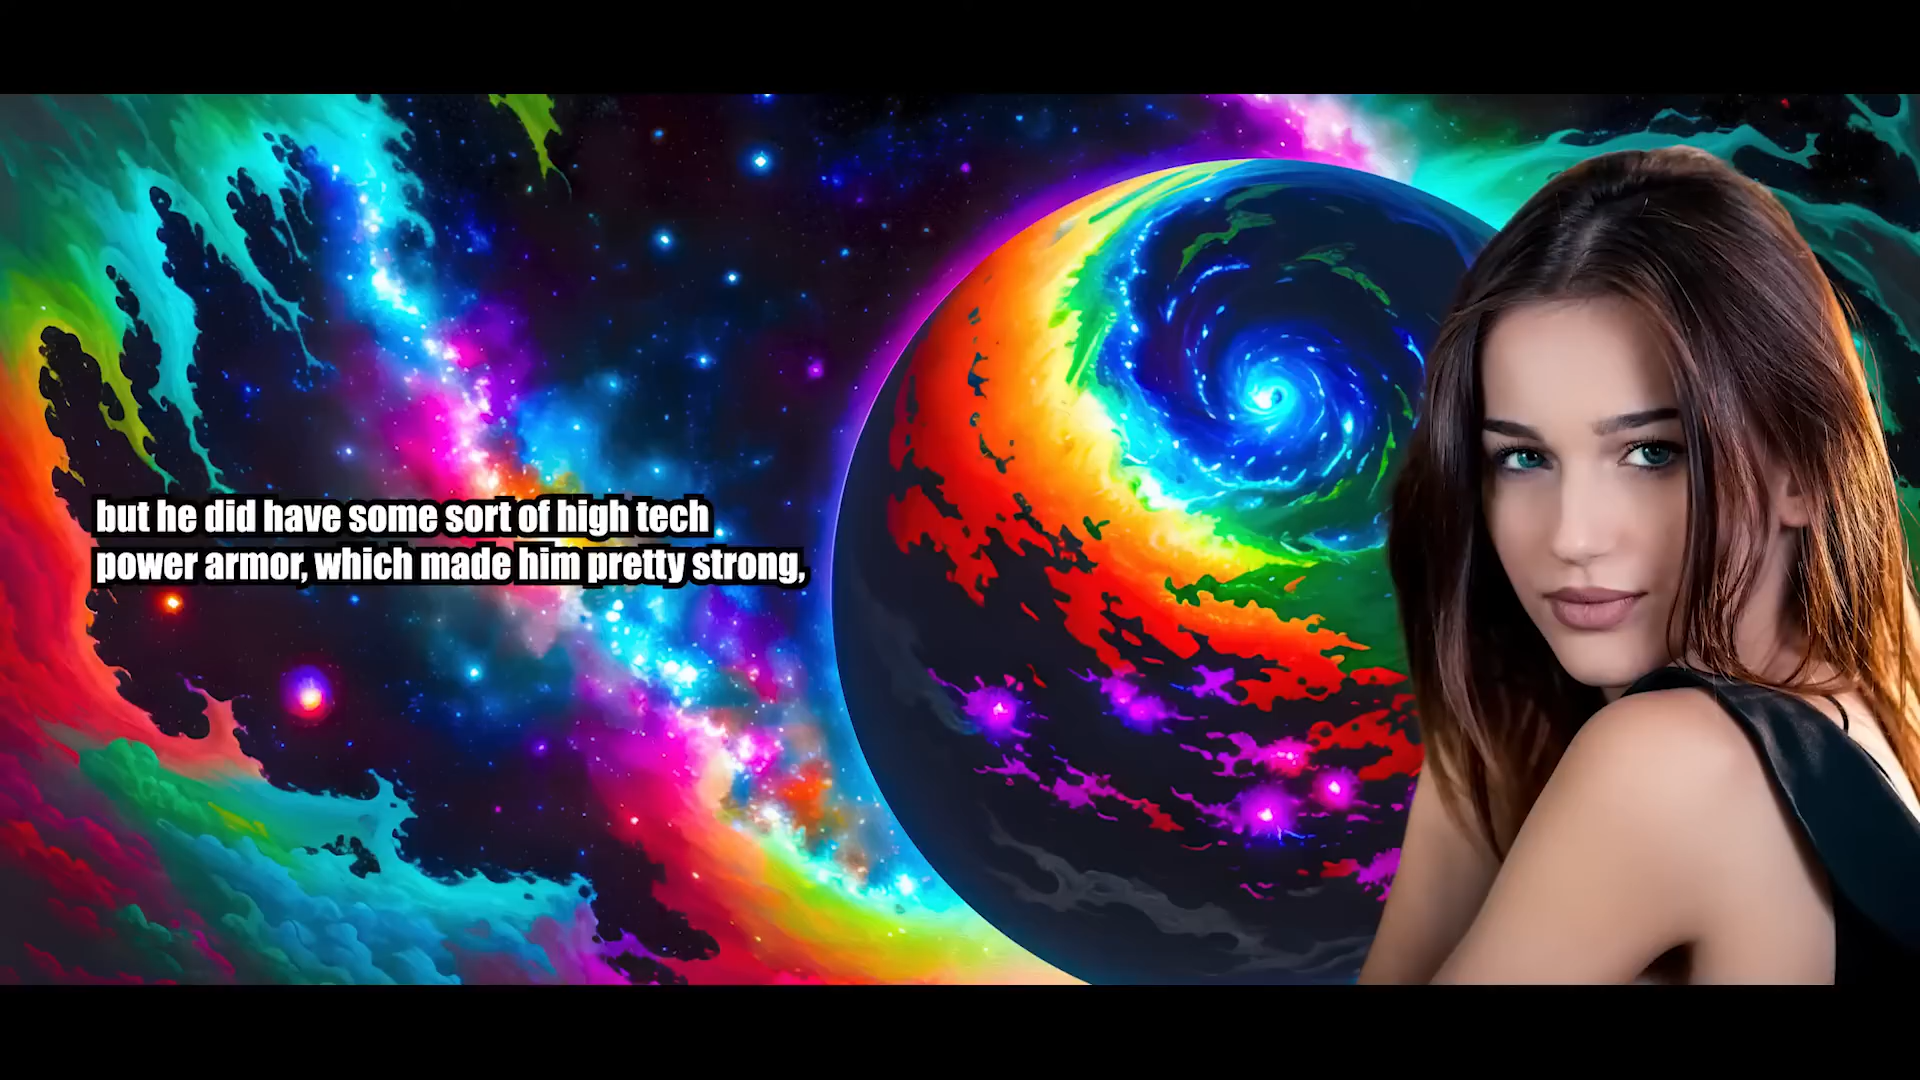 but he did have some sort of high tech
power armor, which made him pretty strong,